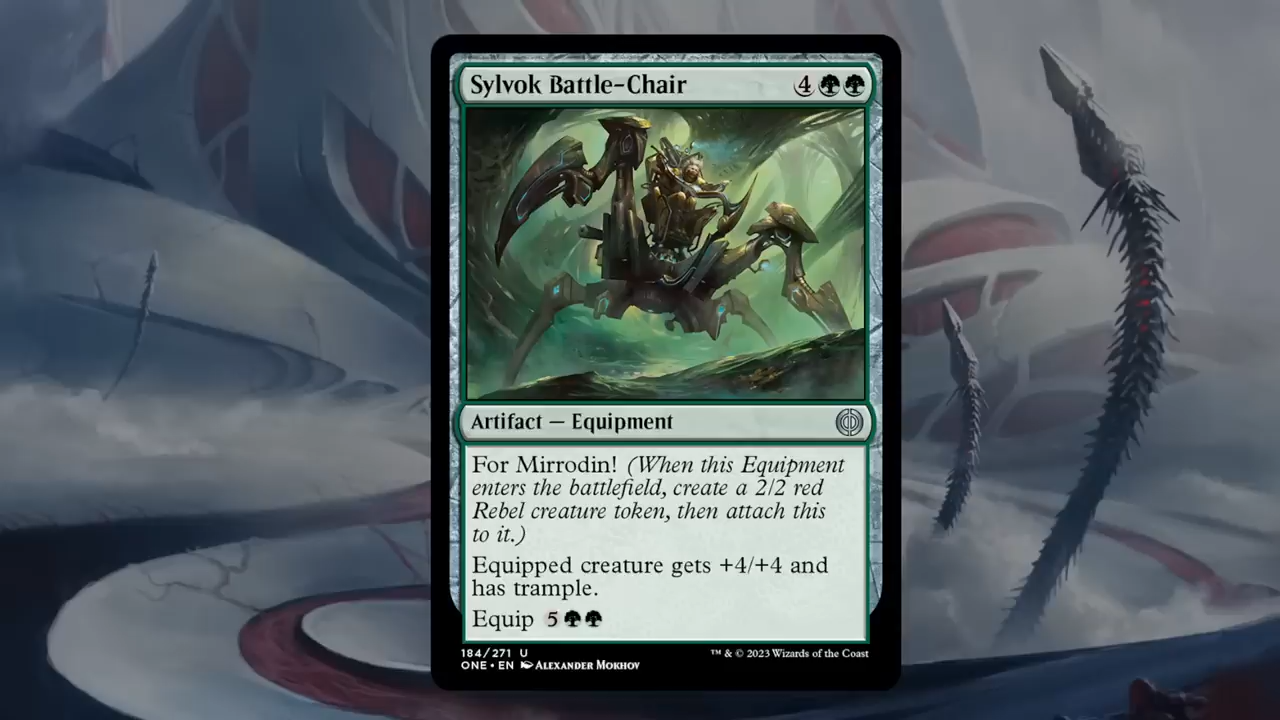 Sylvok Battle-Chair 4
Artifact — Equipment
For Mirrodin! (When this Equipment
enters the battlefield, create a 2/2 red
Rebel creature token, then attach this
to it.)
Equipped creature gets +4/+4 and
has trample.
Equip 5
184/271 U
ONE • EN Alexander Mokhov
™ & © 2023 Wizards of the Coast